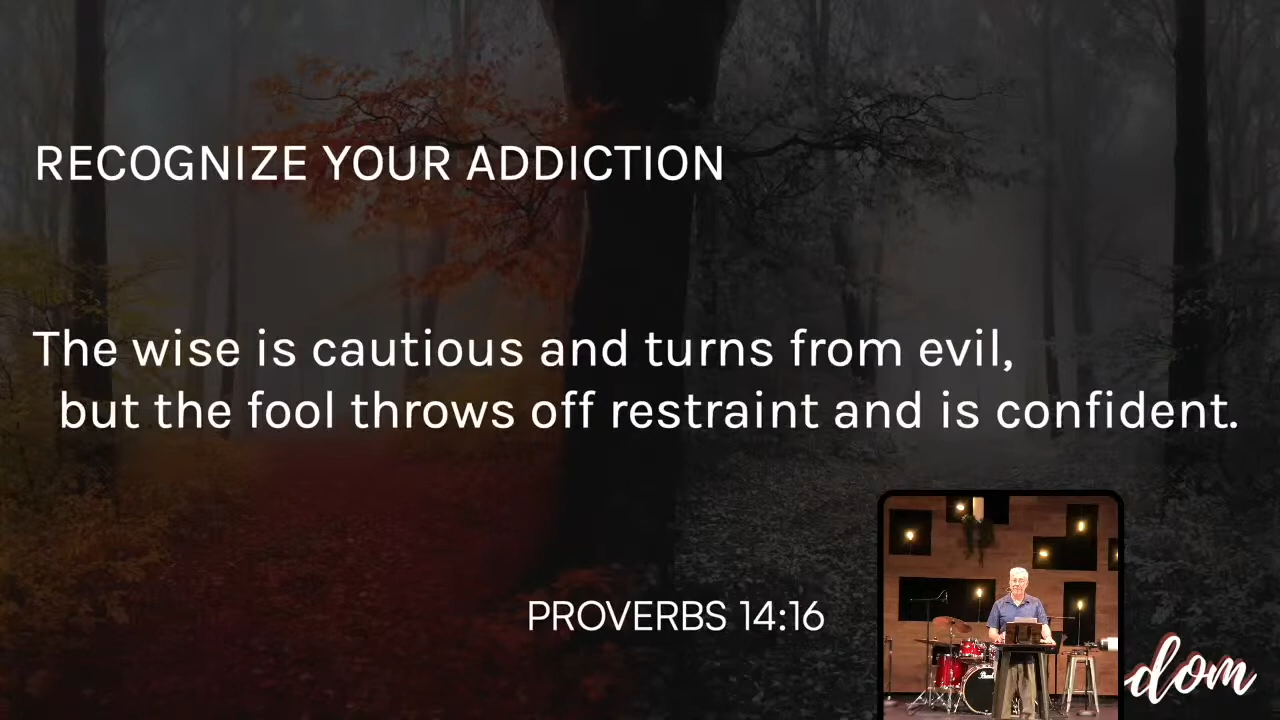 RECOGNIZE YOUR ADDICTION
The wise is cautious and turns from evil,
but the fool throws off restraint and is confident.
PROVERBS 14:16
dom